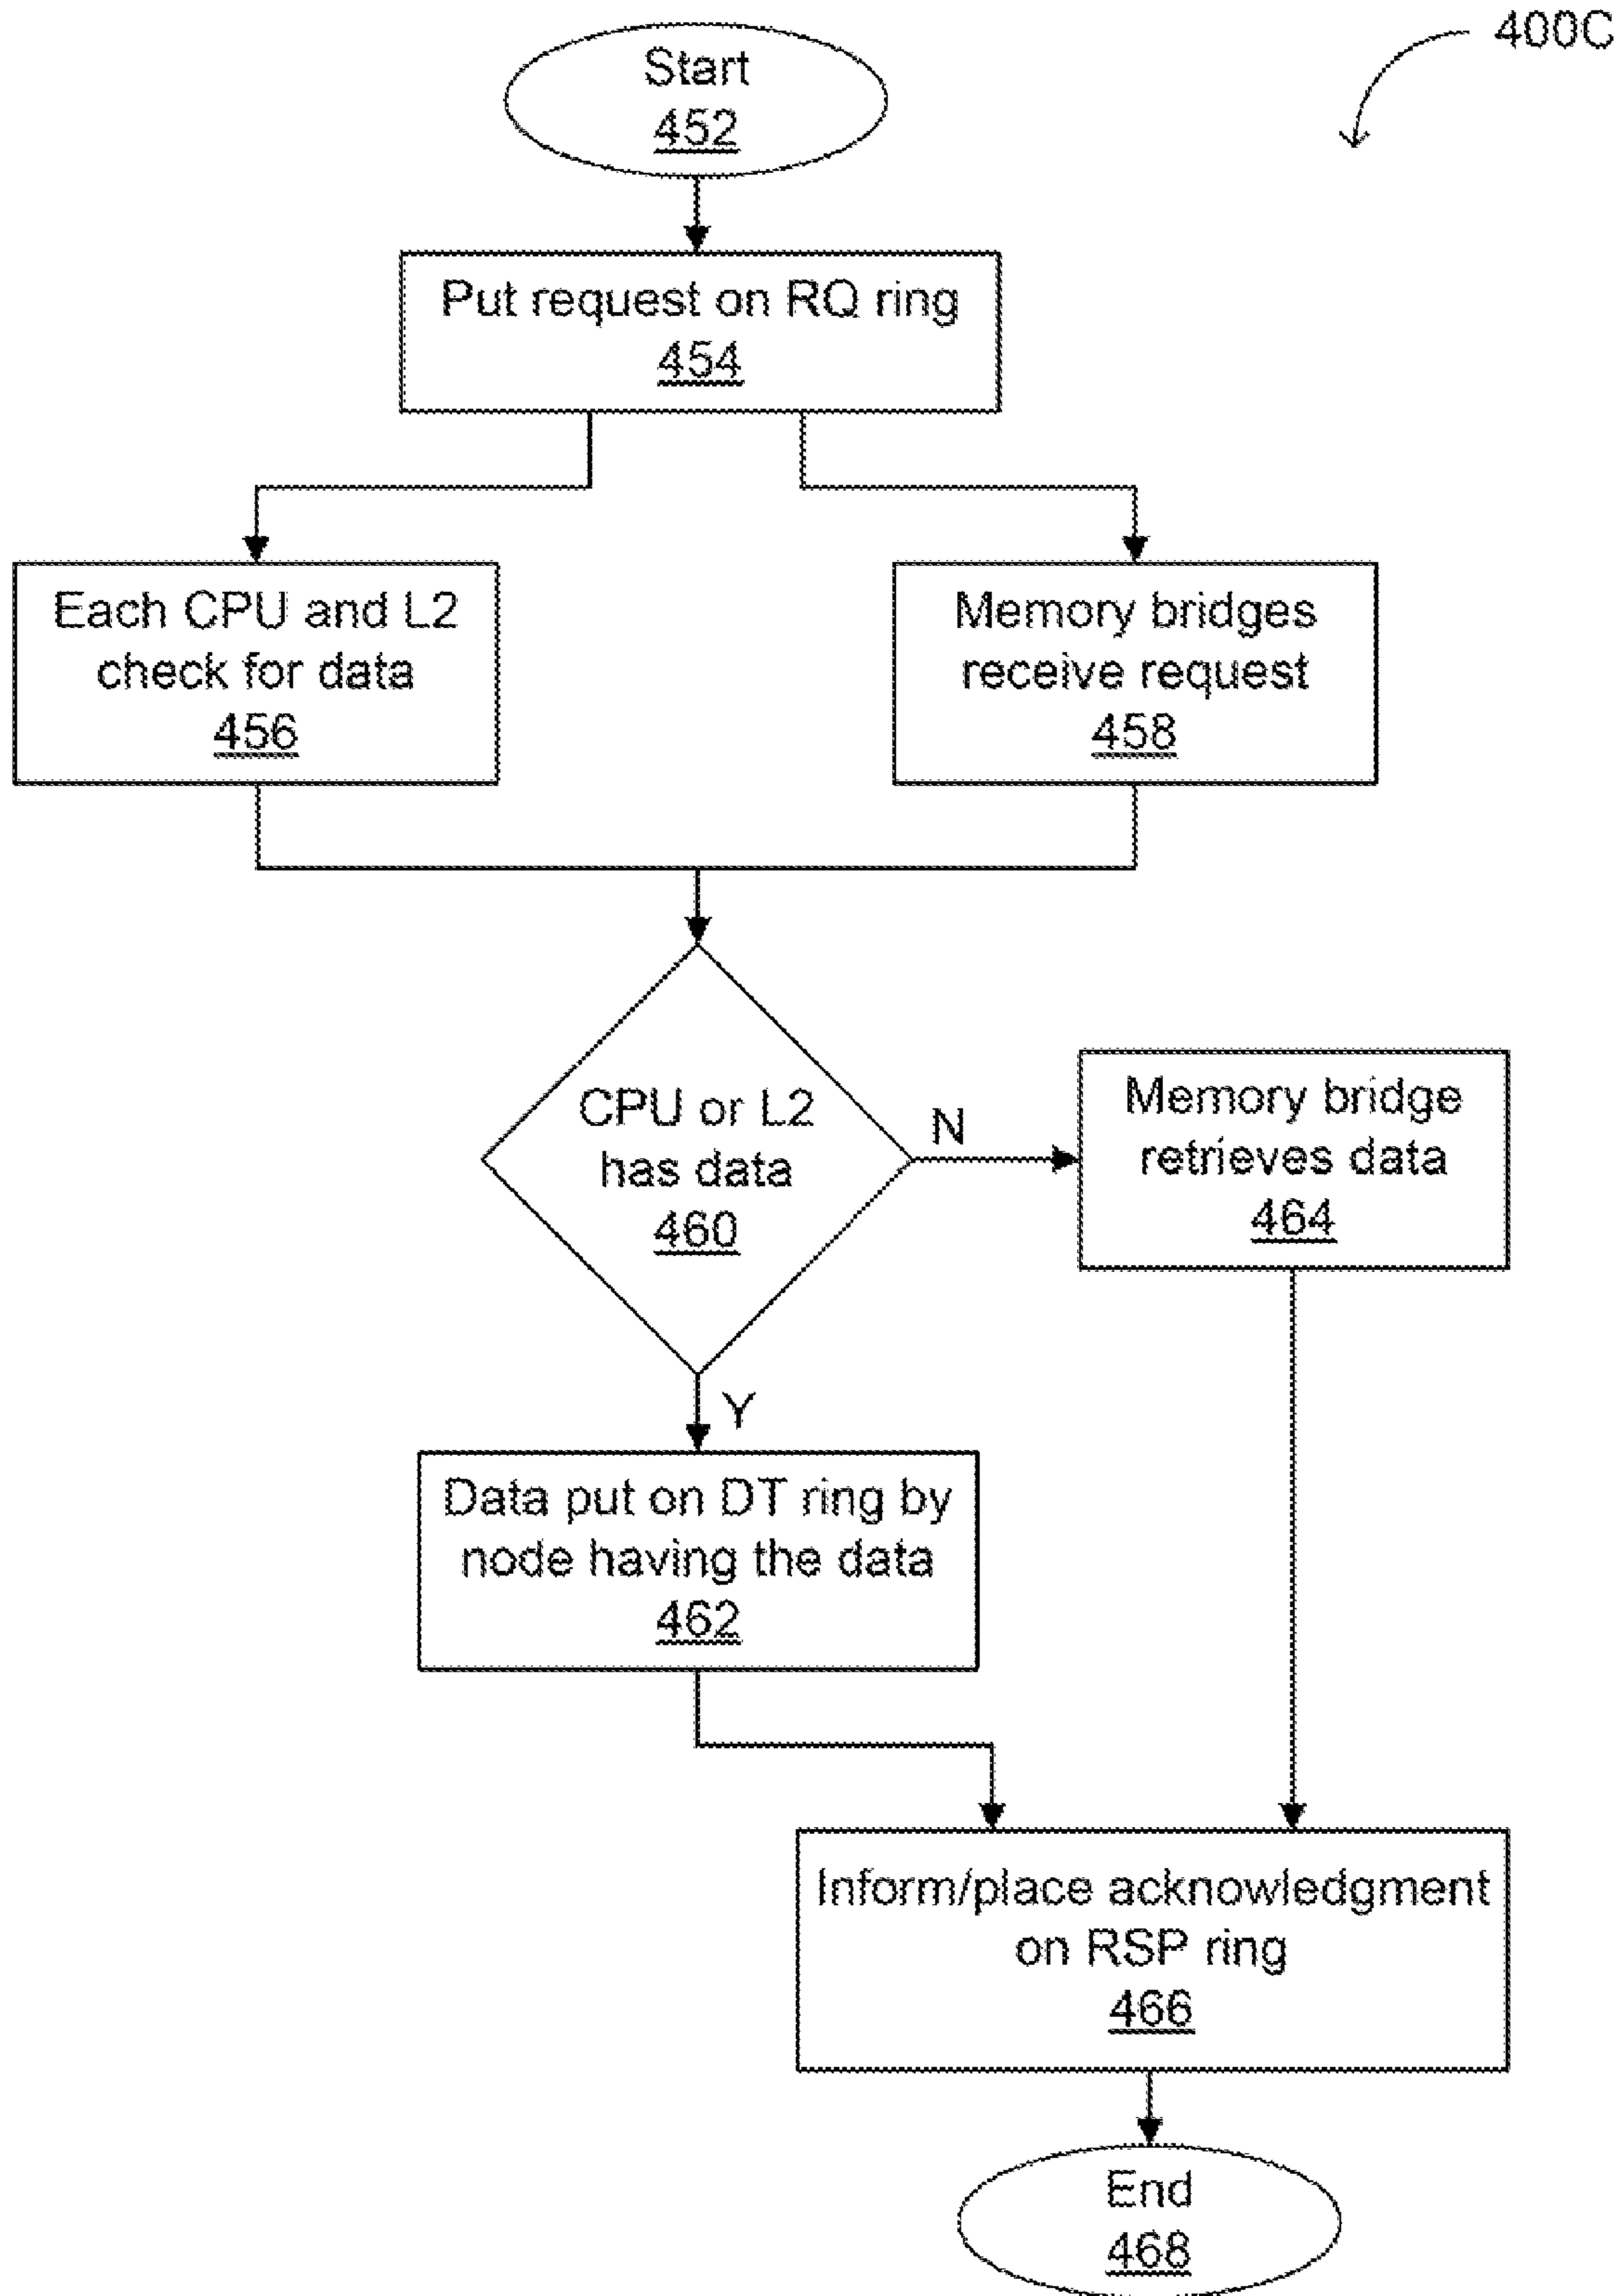 400C
Start
452
Put request on RQ ring
454
Each CPU and L2
check for data
456
Memory bridges
receive request
458
CPU or L2
has data
460
N
Memory bridge
retrieves data
464
Y
Data put on DT ring by
node having the data
462
Inform/place acknowledgment
on RSP ring
466
End
468